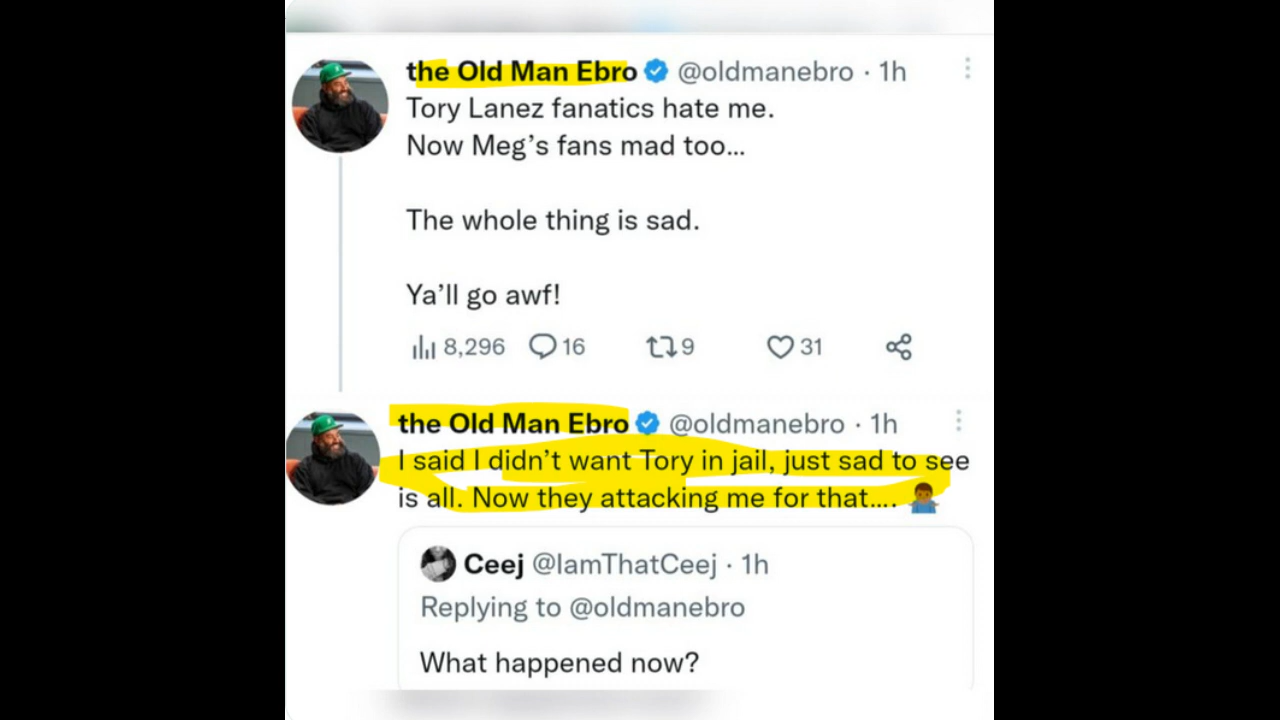 the Old Man Ebro @oldmanebro · 1h
Tory Lanez fanatics hate me.
Now Meg’s fans mad too...
The whole thing is sad.
Ya’ll go awf!
8,296 16 9 31
the Old Man Ebro @oldmanebro · 1h
I said I didn’t want Tory in jail, just sad to see
is all. Now they attacking me for that.... 🤷🏾‍♂️
Ceej @IamThatCeej · 1h
Replying to @oldmanebro
What happened now?